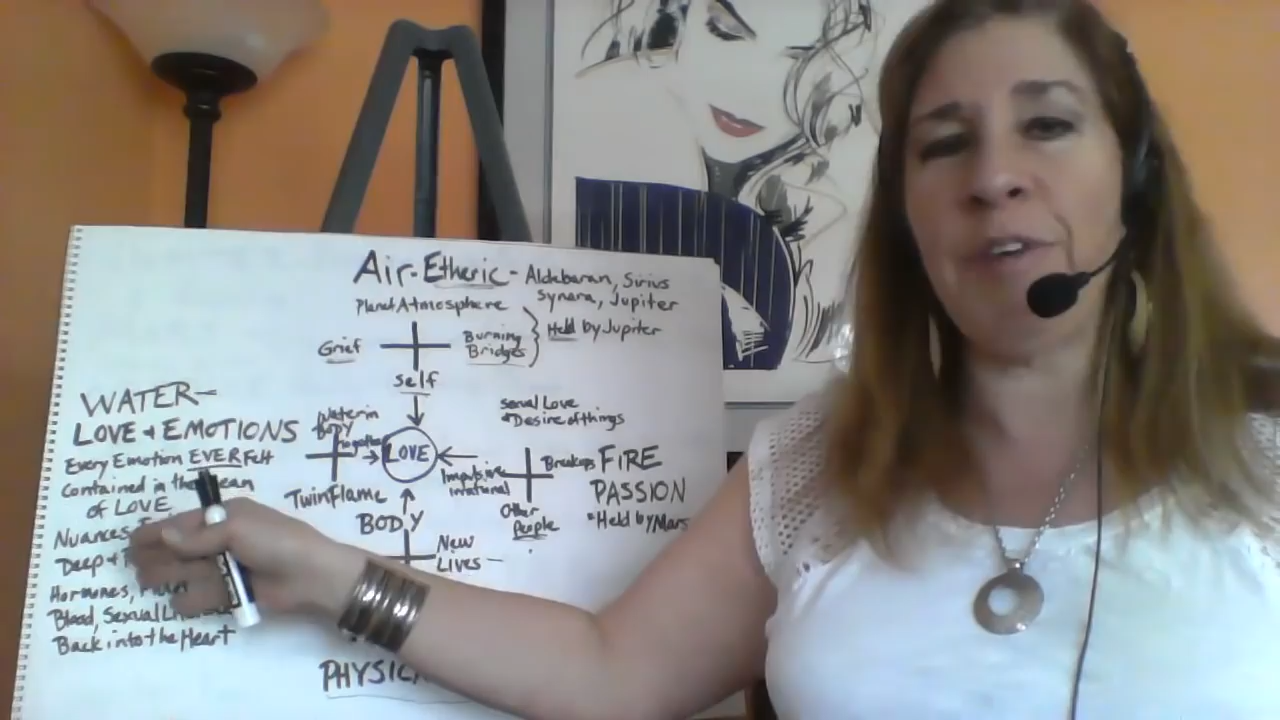 Air-Etheric- Aldebaran, Sirius
Synera, Jupiter
Planet Atmosphere
Grief
Burning
Bridges
Held by Jupiter
self
WATER-
LOVE + EMOTIONS
Every Emotion EVER Felt
Contained in the
of LOVE
Nuances
Deep +
Hormones,
Blood, Sexual
Back into the Heart
Water in
BODY
Together
LOVE
TwinFlame
sexual Love
+ Desire of things
Impulsive
irrational
Breakups
Other
People
FIRE
PASSION
*Held by Mars
BODY
New
Lives-